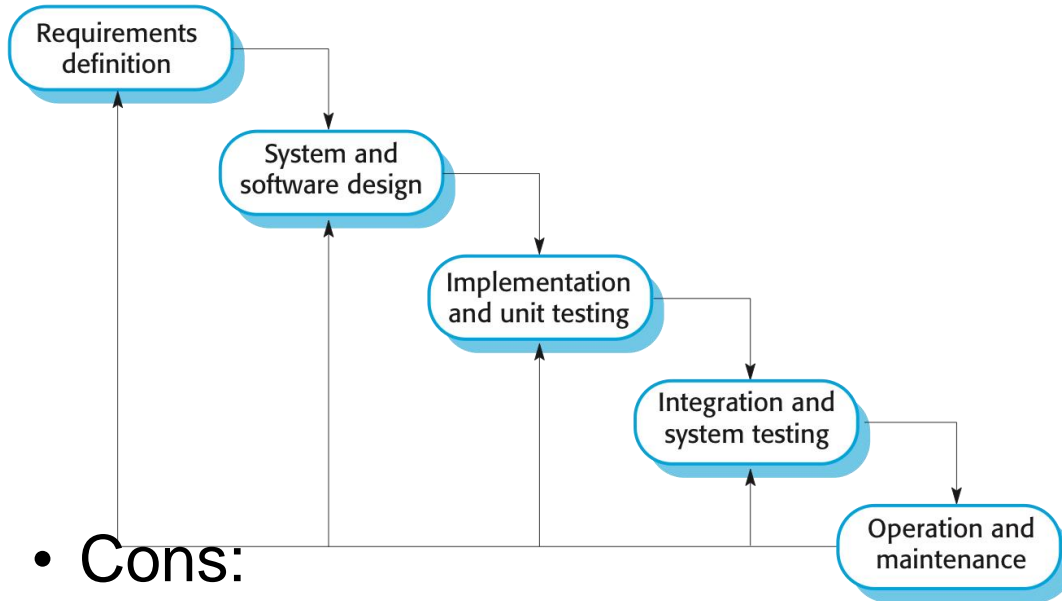 Requirements
definition
System and
software design
Implementation
and unit testing
Integration and
system testing
Operation and
maintenance
• Cons: